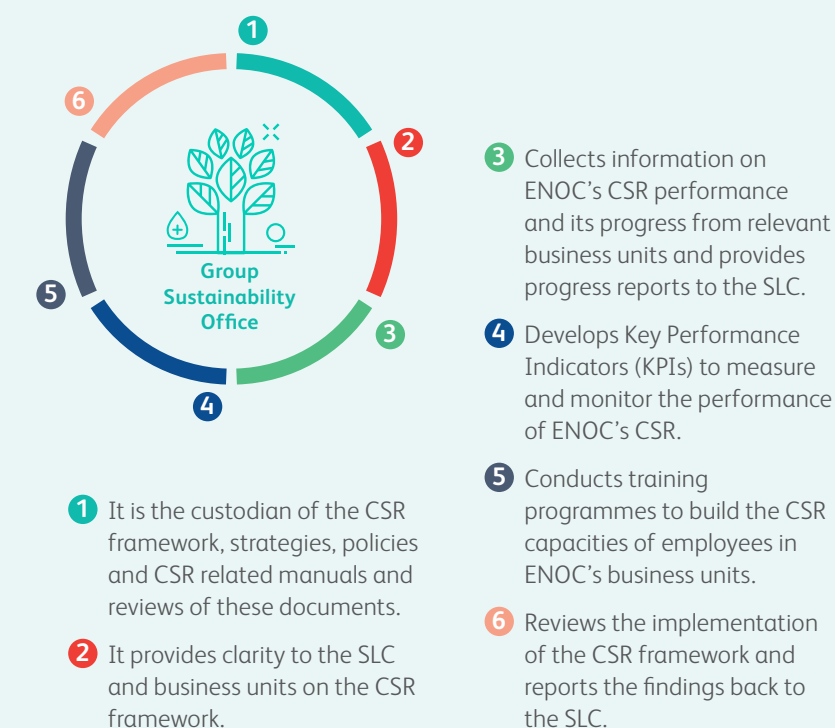 1
2
3
4
5
6
Group
Sustainability
Office
1 It is the custodian of the CSR
framework, strategies, policies
and CSR related manuals and
reviews of these documents.
2 It provides clarity to the SLC
and business units on the CSR
framework.
3 Collects information on
ENOC’s CSR performance
and its progress from relevant
business units and provides
progress reports to the SLC.
4 Develops Key Performance
Indicators (KPIs) to measure
and monitor the performance
of ENOC’s CSR.
5 Conducts training
programmes to build the CSR
capacities of employees in
ENOC’s business units.
6 Reviews the implementation
of the CSR framework and
reports the findings back to
the SLC.